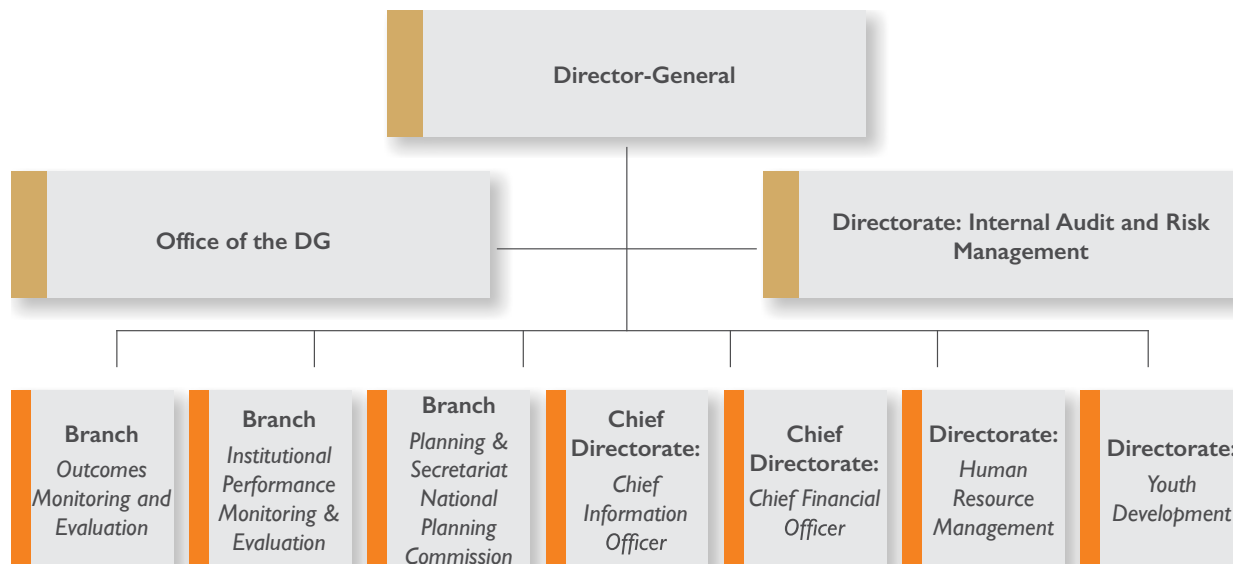 Director-General
Office of the DG
Directorate: Internal Audit and Risk
Management
Branch
Outcomes
Monitoring and
Evaluation
Branch
Institutional
Performance
Monitoring &
Evaluation
Branch
Planning &
Secretariat
National
Planning
Commission
Chief
Directorate:
Chief
Information
Officer
Chief
Directorate:
Chief Financial
Officer
Directorate:
Human
Resource
Management
Directorate:
Youth
Development